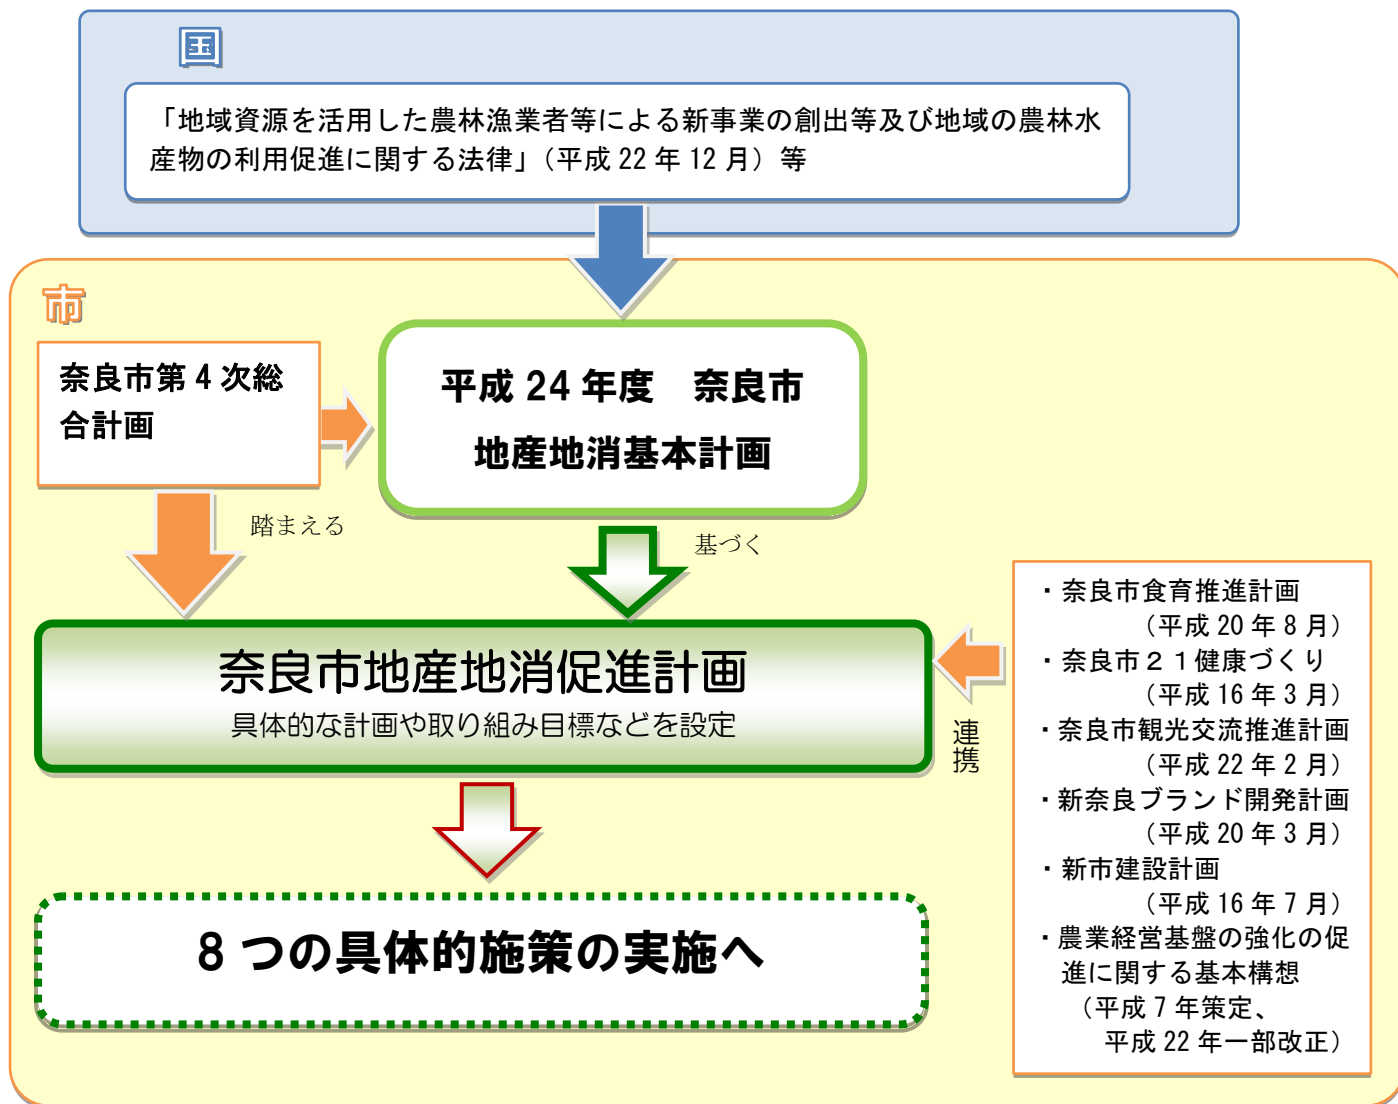 国
「地域資源を活用した農林漁業者等による新事業の創出等及び地域の農林水
産物の利用促進に関する法律」（平成 22 年 12 月）等
市
奈良市第 4 次総
合計画
平成 24 年度　奈良市
地産地消基本計画
踏まえる
基づく
奈良市地産地消促進計画
具体的な計画や取り組み目標などを設定
連携
・奈良市食育推進計画
（平成 20 年 8 月）
・奈良市２１健康づくり
（平成 16 年 3 月）
・奈良市観光交流推進計画
（平成 22 年 2 月）
・新奈良ブランド開発計画
（平成 20 年 3 月）
・新市建設計画
（平成 16 年 7 月）
・農業経営基盤の強化の促
進に関する基本構想
（平成 7 年策定、
平成 22 年一部改正）
8 つの具体的施策の実施へ